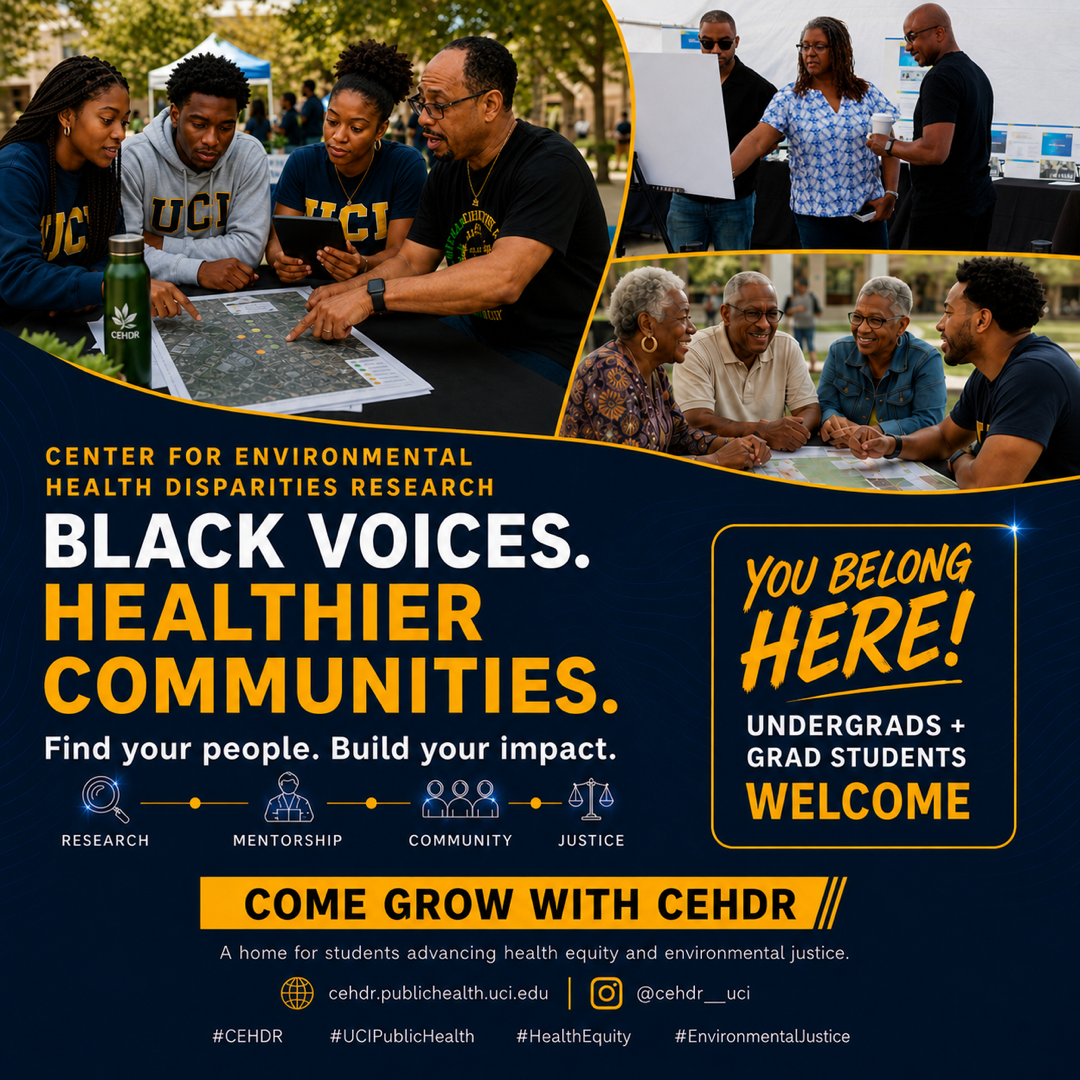 UCI
UCI
UCI
CEHDR
CENTER FOR ENVIRONMENTAL
HEALTH DISPARITIES RESEARCH
BLACK VOICES.
HEALTHIER
COMMUNITIES.
Find your people. Build your impact.
RESEARCH
MENTORSHIP
COMMUNITY
JUSTICE
YOU BELONG
HERE!
UNDERGRADS +
GRAD STUDENTS
WELCOME
COME GROW WITH CEHDR
A home for students advancing health equity and environmental justice.
cehdr.publichealth.uci.edu
@cehdr__uci
#CEHDR #UCIPublicHealth #HealthEquity #EnvironmentalJustice